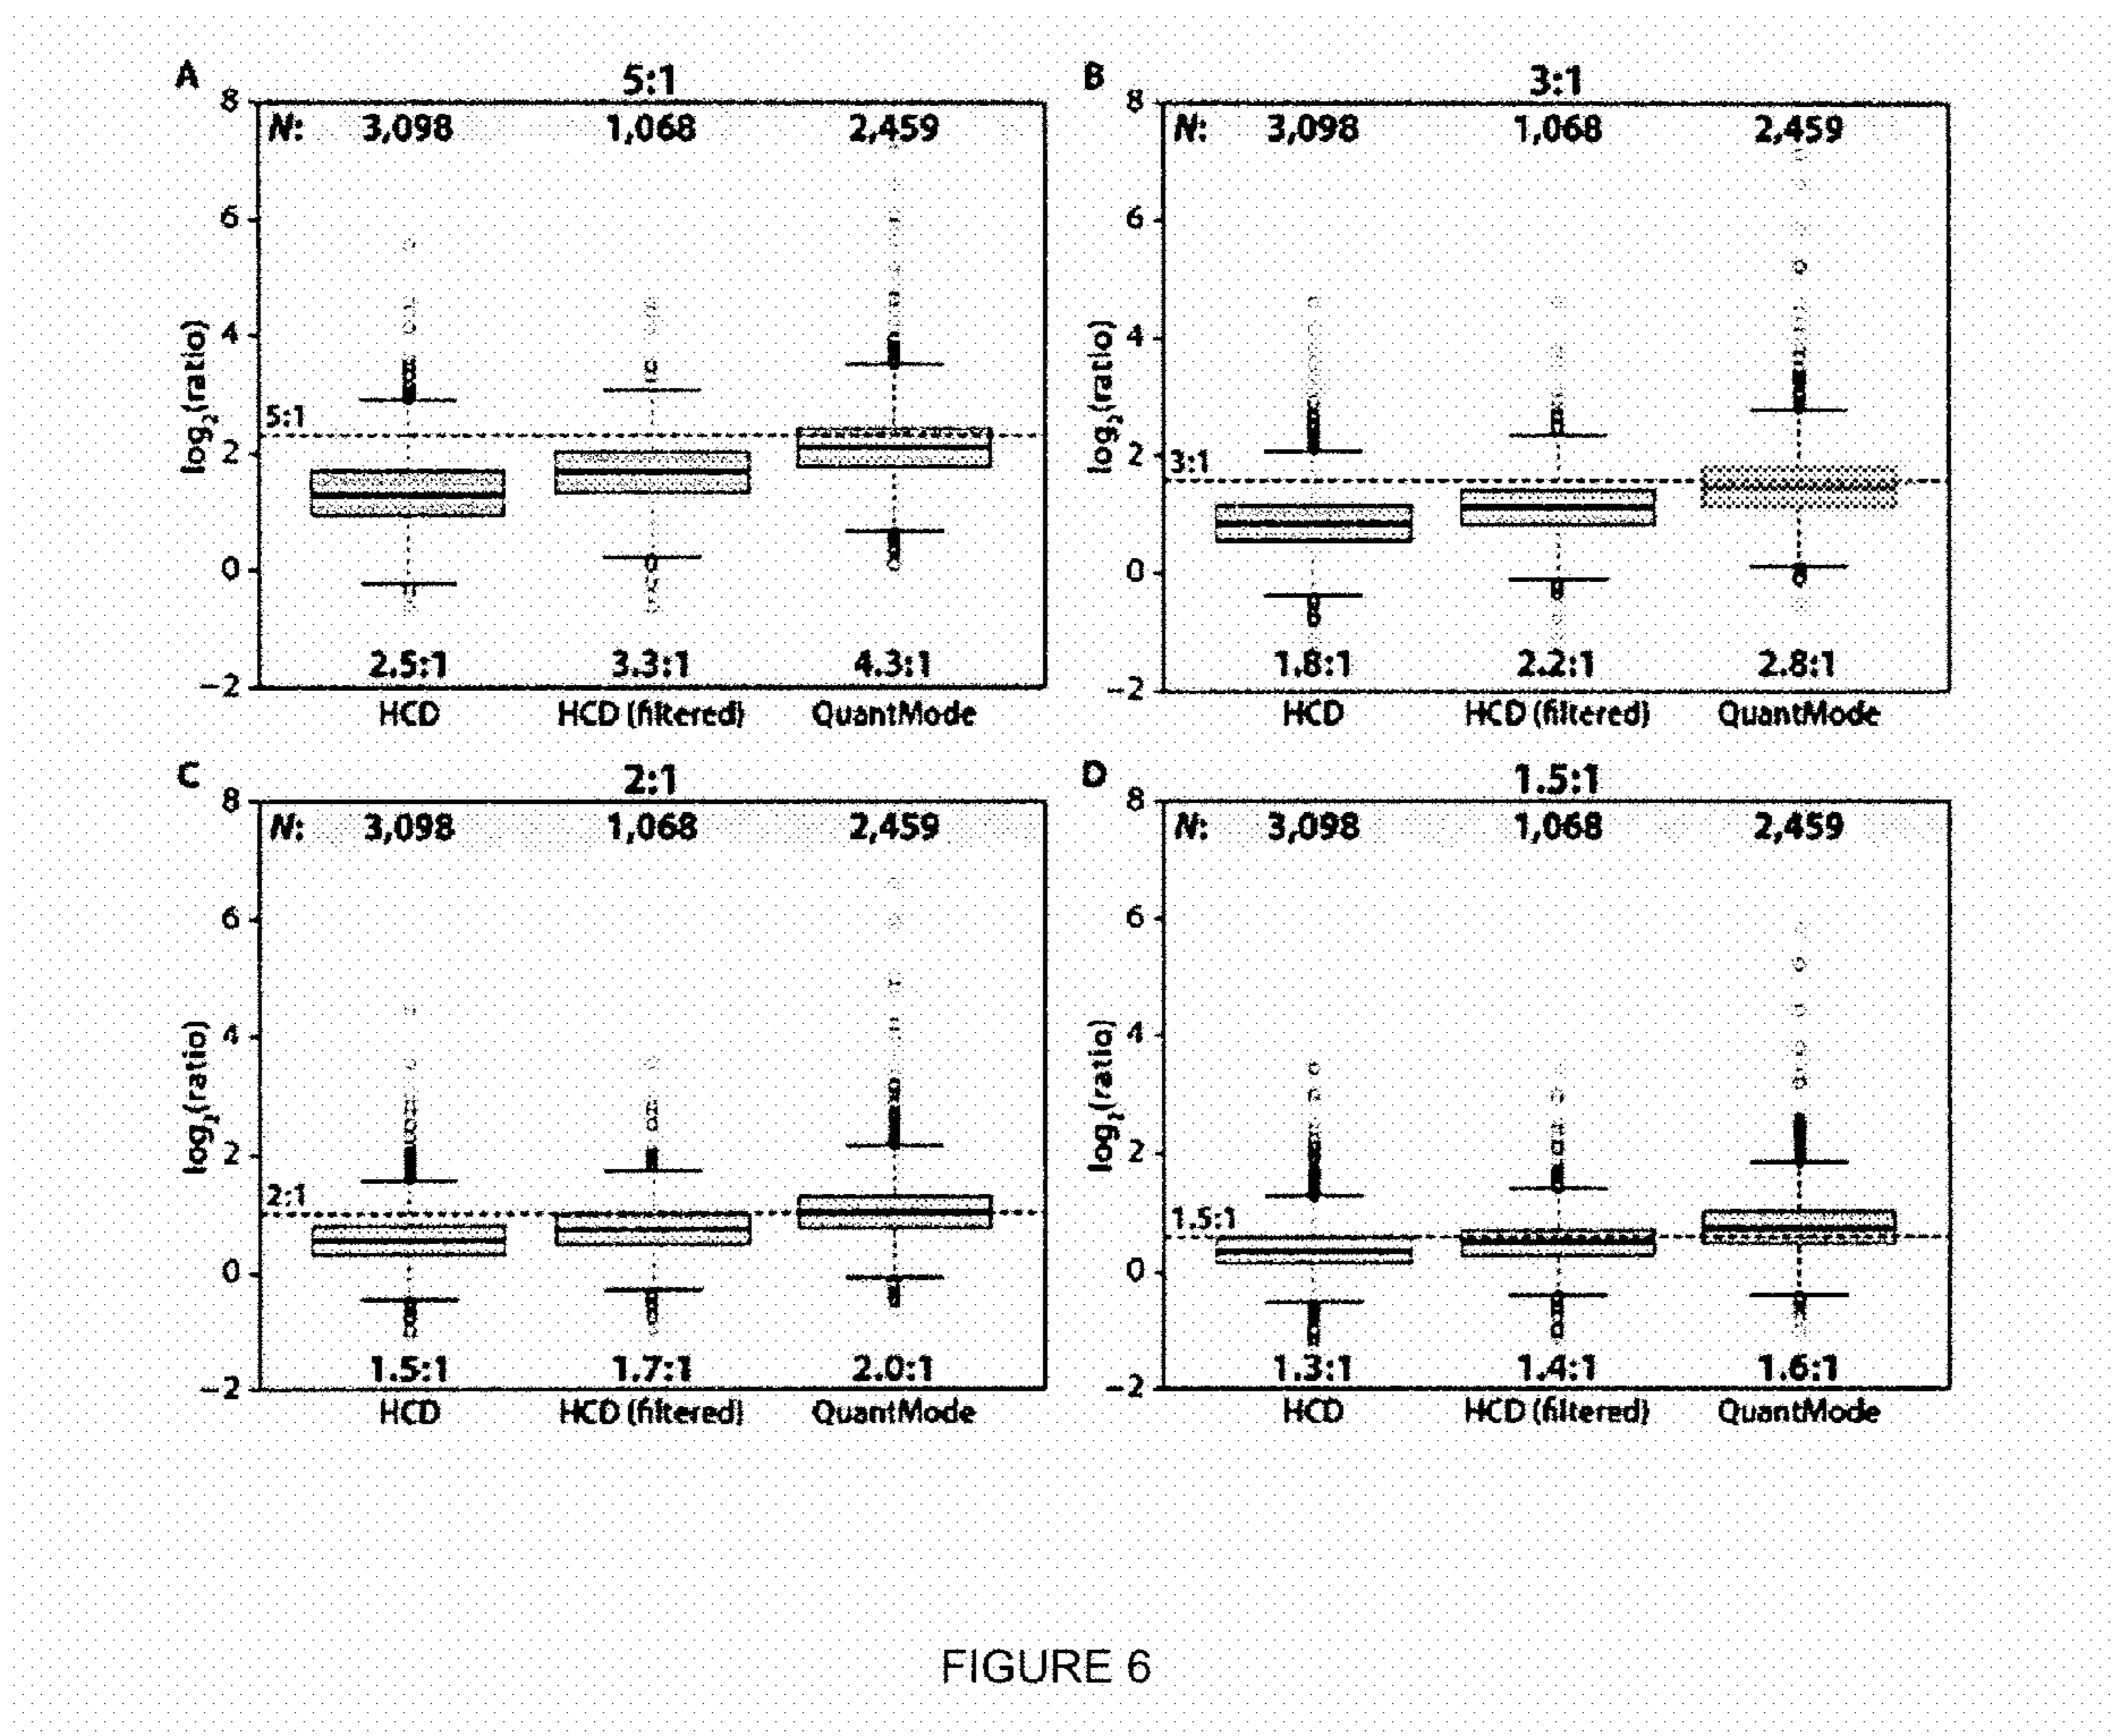 A
5:1
8
N: 3,098 1,068 2,459
6
4
log2(ratio)
5:1
2
0
2.5:1 3.3:1 4.3:1
−2
HCD HCD (filtered) QuantMode
B
3:1
8
N: 3,098 1,068 2,459
6
4
log2(ratio)
2
3:1
0
1.8:1 2.2:1 2.8:1
−2
HCD HCD (filtered) QuantMode
C
2:1
8
N: 3,098 1,068 2,459
6
4
log2(ratio)
2
2:1
0
1.5:1 1.7:1 2.0:1
−2
HCD HCD (filtered) QuantMode
D
1.5:1
8
N: 3,098 1,068 2,459
6
4
log2(ratio)
2
1.5:1
0
1.3:1 1.4:1 1.6:1
−2
HCD HCD (filtered) QuantMode
FIGURE 6